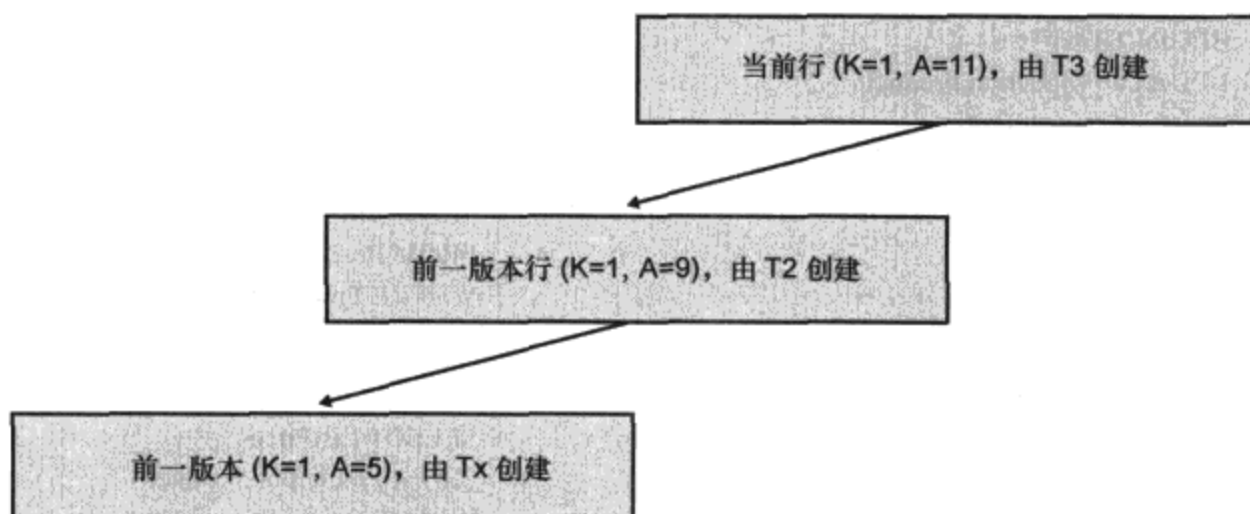 当前行 (K=1, A=11)，由 T3 创建
前一版本行 (K=1, A=9)，由 T2 创建
前一版本 (K=1, A=5)，由 Tx 创建